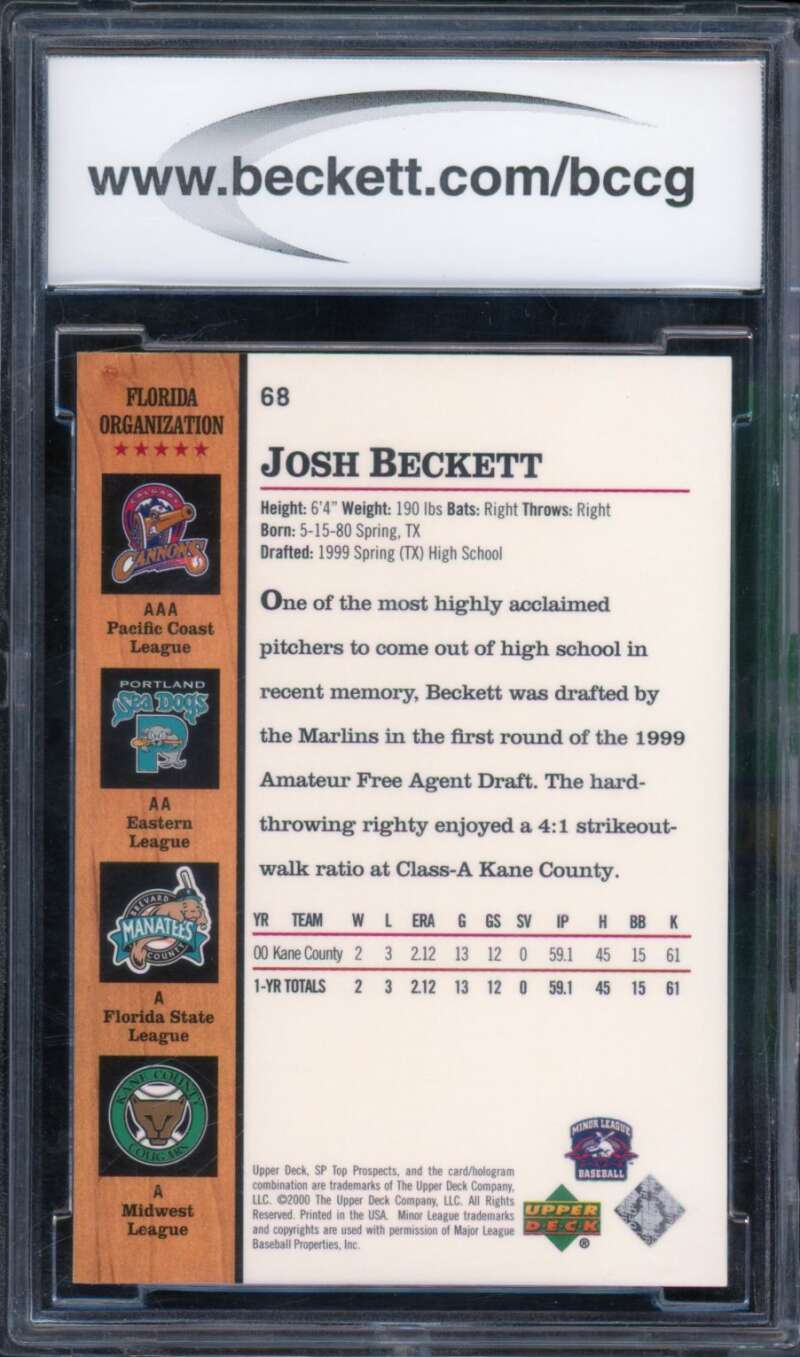 www.beckett.com/bccg
FLORIDA
ORGANIZATION
CALGARY
CANNONS
AAA
Pacific Coast
League
PORTLAND
Sea Dogs
P
AA
Eastern
League
BREVARD
MANATEES
COUNTY
A
Florida State
League
KANE COUNTY
COUGARS
A
Midwest
League
68
JOSH BECKETT
Height: 6'4" Weight: 190 lbs Bats: Right Throws: Right
Born: 5-15-80 Spring, TX
Drafted: 1999 Spring (TX) High School
One of the most highly acclaimed
pitchers to come out of high school in
recent memory, Beckett was drafted by
the Marlins in the first round of the 1999
Amateur Free Agent Draft. The hard-
throwing righty enjoyed a 4:1 strikeout-
walk ratio at Class-A Kane County.
YR TEAM W L ERA G GS SV IP H BB K
00 Kane County 2 3 2.12 13 12 0 59.1 45 15 61
1-YR TOTALS 2 3 2.12 13 12 0 59.1 45 15 61
Upper Deck, SP Top Prospects, and the card/hologram
combination are trademarks of The Upper Deck Company,
LLC. ©2000 The Upper Deck Company, LLC. All Rights
Reserved. Printed in the USA. Minor League trademarks
and copyrights are used with permission of Major League
Baseball Properties, Inc.
MINOR LEAGUE
BASEBALL
UPPER
DECK
®